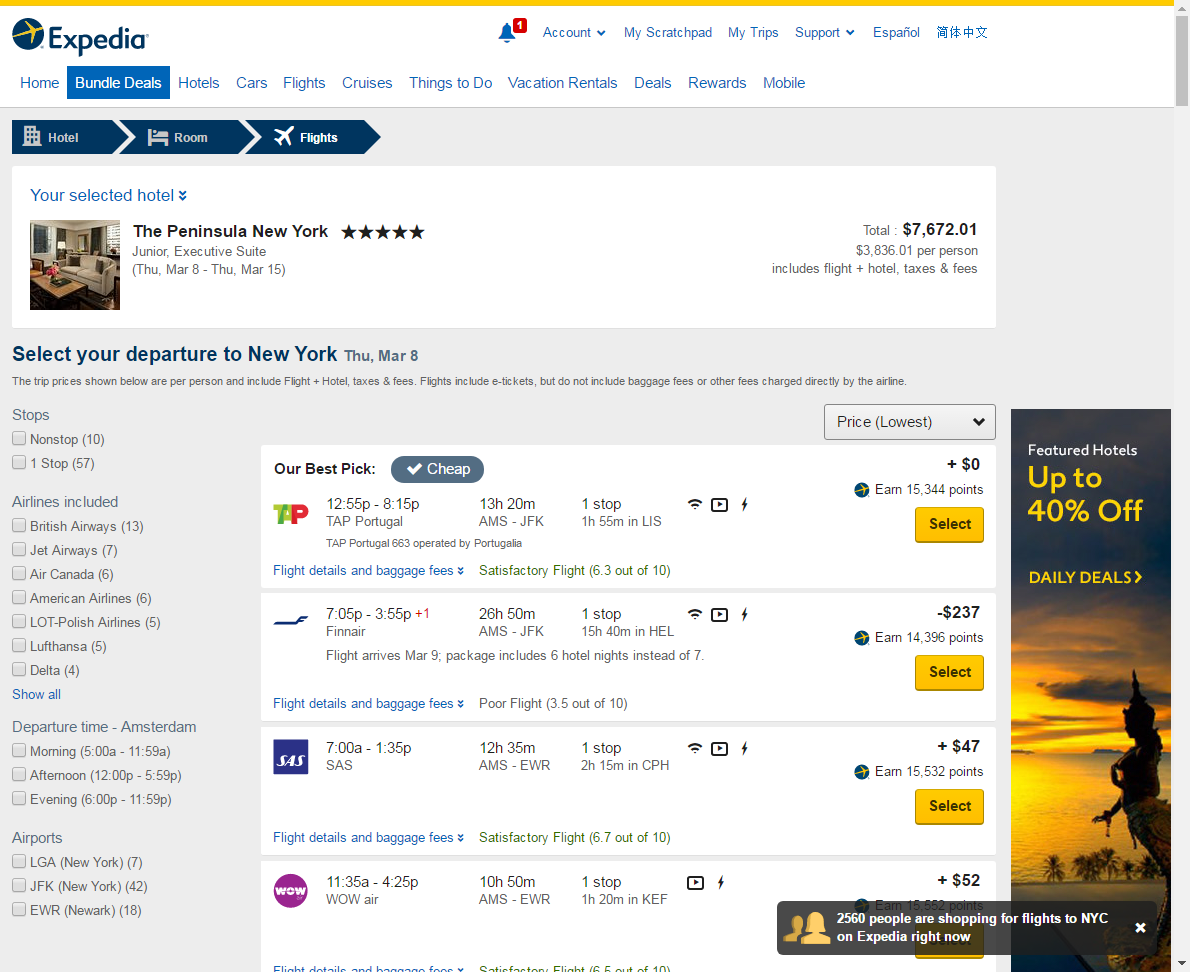 Expedia
1
Account
My Scratchpad
My Trips
Support
Español
简体中文
Home
Bundle Deals
Hotels
Cars
Flights
Cruises
Things to Do
Vacation Rentals
Deals
Rewards
Mobile
Hotel
Room
Flights
Your selected hotel
The Peninsula New York
Junior, Executive Suite
(Thu, Mar 8 - Thu, Mar 15)
Total : $7,672.01
$3,836.01 per person
includes flight + hotel, taxes & fees
Select your departure to New York Thu, Mar 8
The trip prices shown below are per person and include Flight + Hotel, taxes & fees. Flights include e-tickets, but do not include baggage fees or other fees charged directly by the airline.
Stops
Nonstop (10)
1 Stop (57)
Airlines included
British Airways (13)
Jet Airways (7)
Air Canada (6)
American Airlines (6)
LOT-Polish Airlines (5)
Lufthansa (5)
Delta (4)
Show all
Departure time - Amsterdam
Morning (5:00a - 11:59a)
Afternoon (12:00p - 5:59p)
Evening (6:00p - 11:59p)
Airports
LGA (New York) (7)
JFK (New York) (42)
EWR (Newark) (18)
Price (Lowest)
Our Best Pick: Cheap
+ $0
Earn 15,344 points
TAP
12:55p - 8:15p
13h 20m
1 stop
TAP Portugal
AMS - JFK
1h 55m in LIS
Select
TAP Portugal 663 operated by Portugalia
Flight details and baggage fees
Satisfactory Flight (6.3 out of 10)
7:05p - 3:55p +1
26h 50m
1 stop
-$237
Finnair
AMS - JFK
15h 40m in HEL
Earn 14,396 points
Flight arrives Mar 9; package includes 6 hotel nights instead of 7.
Select
Flight details and baggage fees
Poor Flight (3.5 out of 10)
SAS
7:00a - 1:35p
12h 35m
1 stop
+ $47
SAS
AMS - EWR
2h 15m in CPH
Earn 15,532 points
Select
Flight details and baggage fees
Satisfactory Flight (6.7 out of 10)
WOW
11:35a - 4:25p
10h 50m
1 stop
+ $52
WOW air
AMS - EWR
1h 20m in KEF
Earn 15,552 points
Select
Flight details and baggage fees
Satisfactory Flight (6.5 out of 10)
2560 people are shopping for flights to NYC
on Expedia right now
Featured Hotels
Up to
40% Off
DAILY DEALS